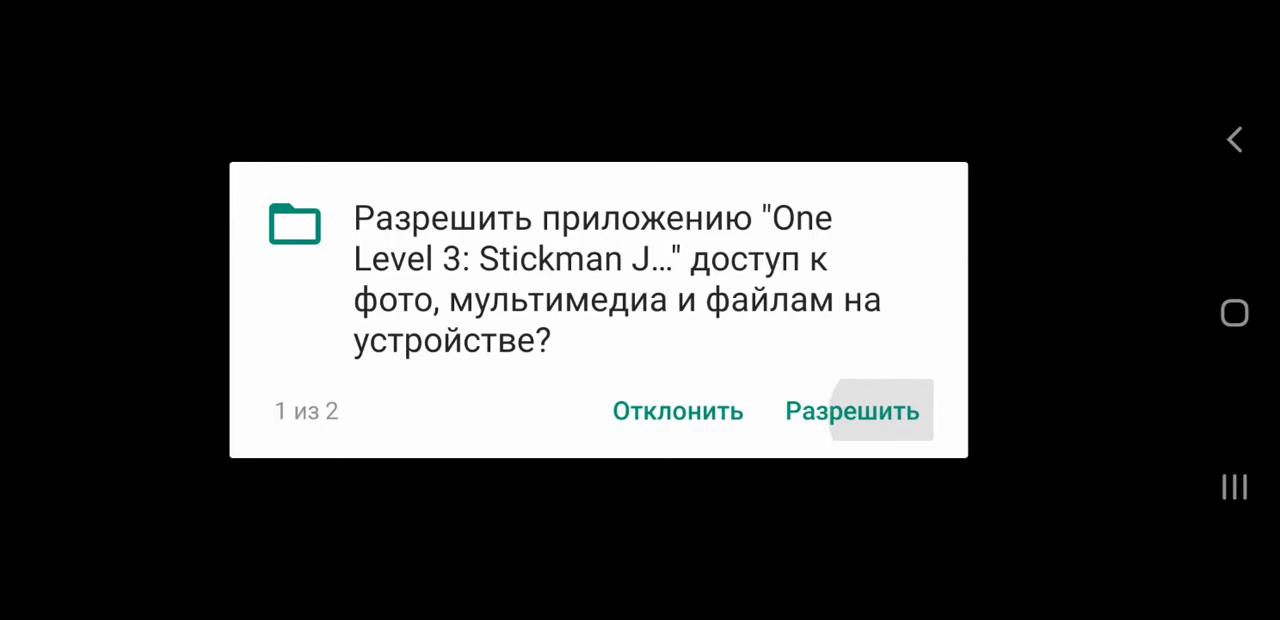 Разрешить приложению "One
Level 3: Stickman J…" доступ к
фото, мультимедиа и файлам на
устройстве?
1 из 2
Отклонить
Разрешить